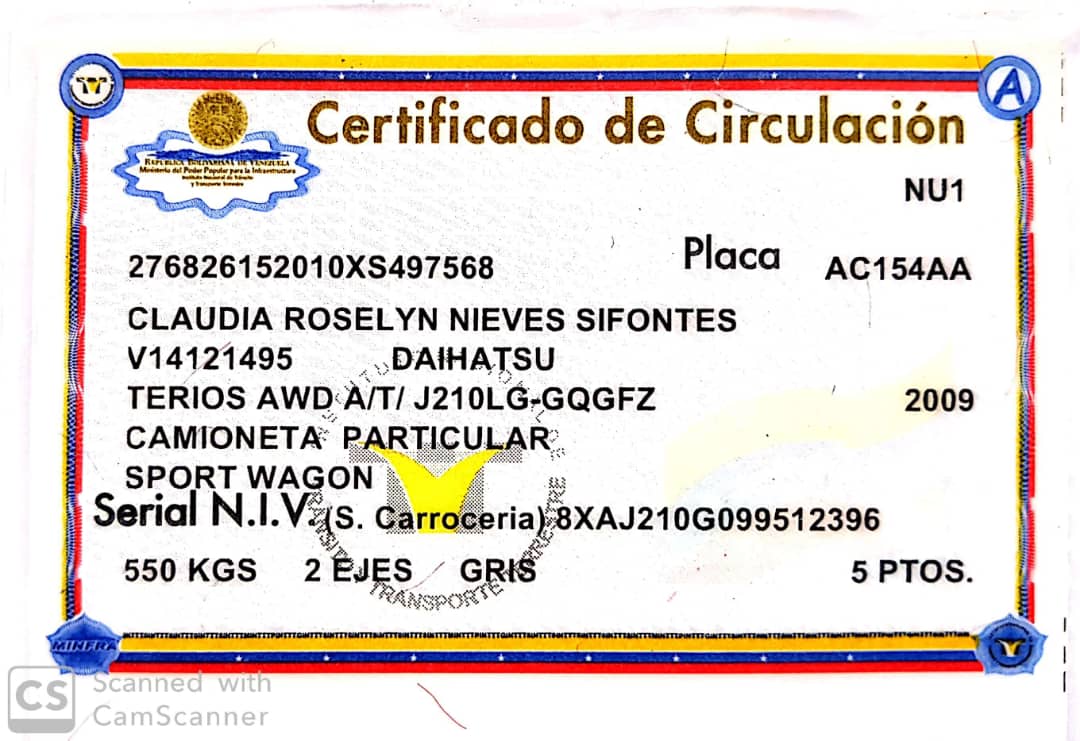 Certificado de Circulación
A
REPÚBLICA BOLIVARIANA DE VENEZUELA
Ministerio del Poder Popular para la Infraestructura
Instituto Nacional de Tránsito
y Transporte Terrestre
NU1
276826152010XS497568
Placa AC154AA
CLAUDIA ROSELYN NIEVES SIFONTES
V14121495 DAIHATSU
TERIOS AWD A/T/ J210LG-GQGFZ 2009
CAMIONETA PARTICULAR
SPORT WAGON
Serial N.I.V. (S. Carroceria) 8XAJ210G099512396
550 KGS 2 EJES GRIS 5 PTOS.
TRANSPORTE TERRESTRE
MINFRA
CS Scanned with
CamScanner